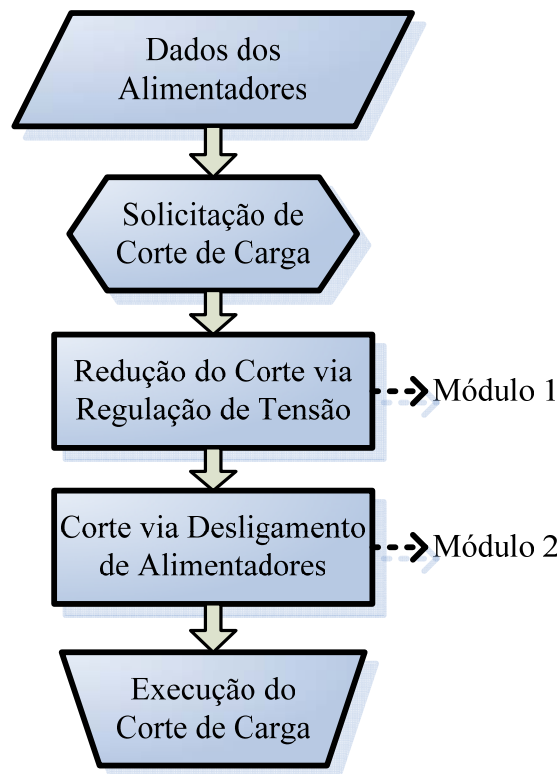 Dados dos
Alimentadores
Solicitação de
Corte de Carga
Redução do Corte via
Regulação de Tensão
Módulo 1
Corte via Desligamento
de Alimentadores
Módulo 2
Execução do
Corte de Carga